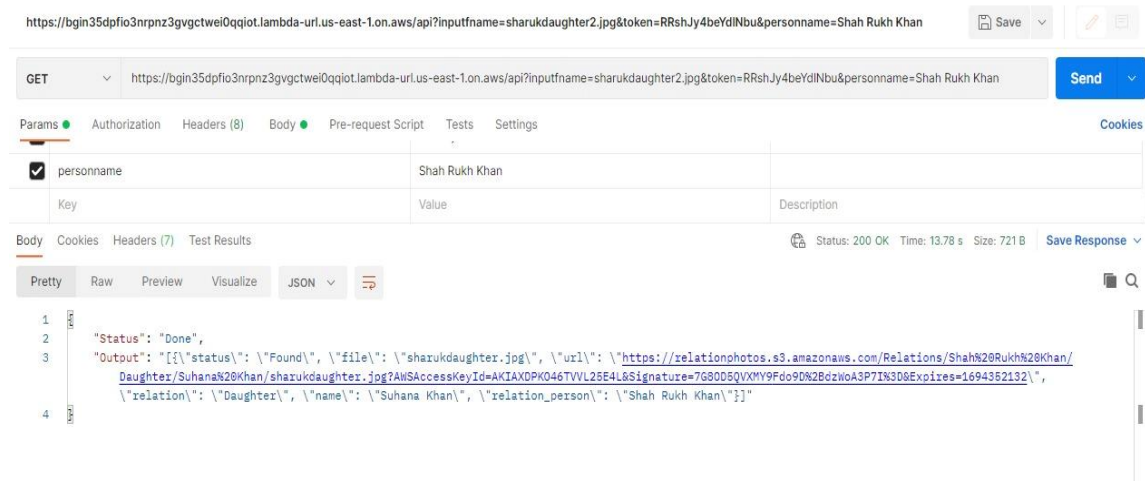 https://bgin35dpfio3nrpnz3gvgctwei0qqiot.lambda-url.us-east-1.on.aws/api?inputfname=sharukdaughter2.jpg&token=RRshJy4beYdlNbu&personname=Shah Rukh Khan Save
GET https://bgin35dpfio3nrpnz3gvgctwei0qqiot.lambda-url.us-east-1.on.aws/api?inputfname=sharukdaughter2.jpg&token=RRshJy4beYdlNbu&personname=Shah Rukh Khan Send
Params Authorization Headers (8) Body Pre-request Script Tests Settings Cookies
personname Shah Rukh Khan
Key Value Description
Body Cookies Headers (7) Test Results Status: 200 OK Time: 13.78 s Size: 721 B Save Response
Pretty Raw Preview Visualize JSON
1 {
2 "Status": "Done",
3 "Output": "[{\"status\": \"Found\", \"file\": \"sharukdaughter.jpg\", \"url\": \"https://relationphotos.s3.amazonaws.com/Relations/Shah%20Rukh%20Khan/
Daughter/Suhana%20Khan/sharukdaughter.jpg?AWSAccessKeyId=AKIAXDPKO46TVVL25E4L&Signature=7G8OD5QVXMY9Fdo9D%2BdzWoA3P7I%3D&Expires=1694352132\",
\"relation\": \"Daughter\", \"name\": \"Suhana Khan\", \"relation_person\": \"Shah Rukh Khan\"}]"
4 }